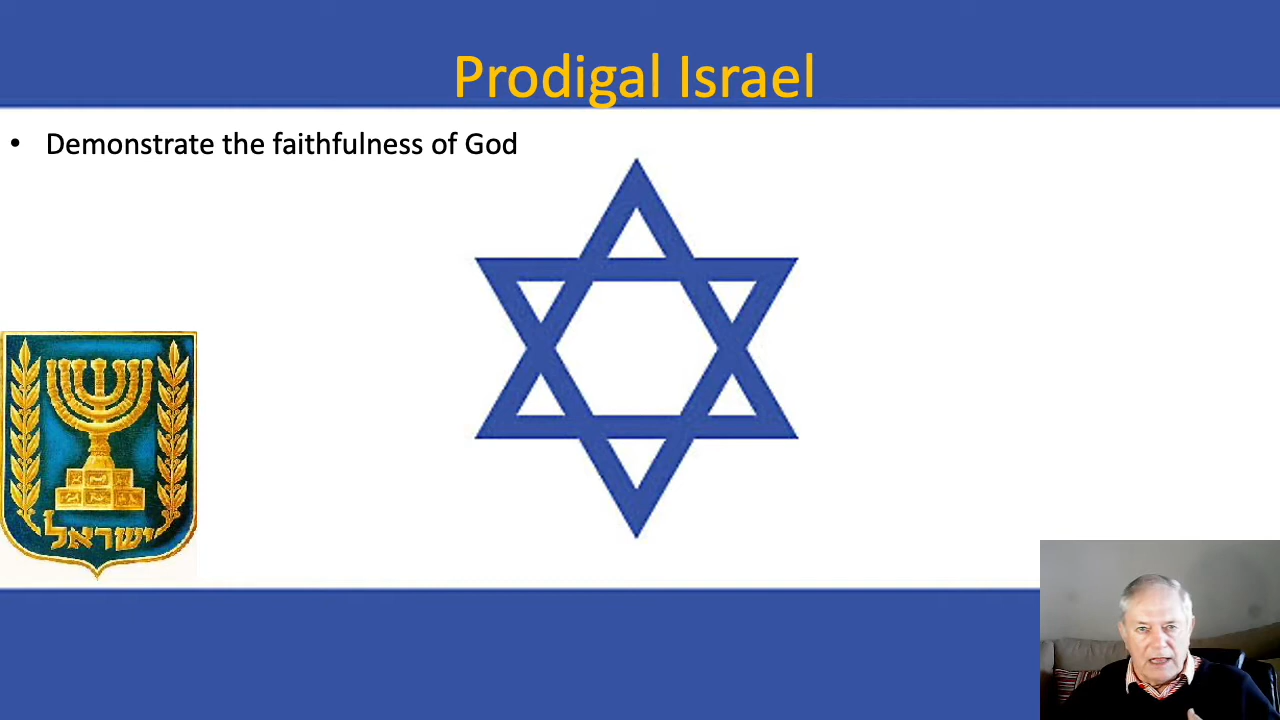 Prodigal Israel
• Demonstrate the faithfulness of God
ישראל